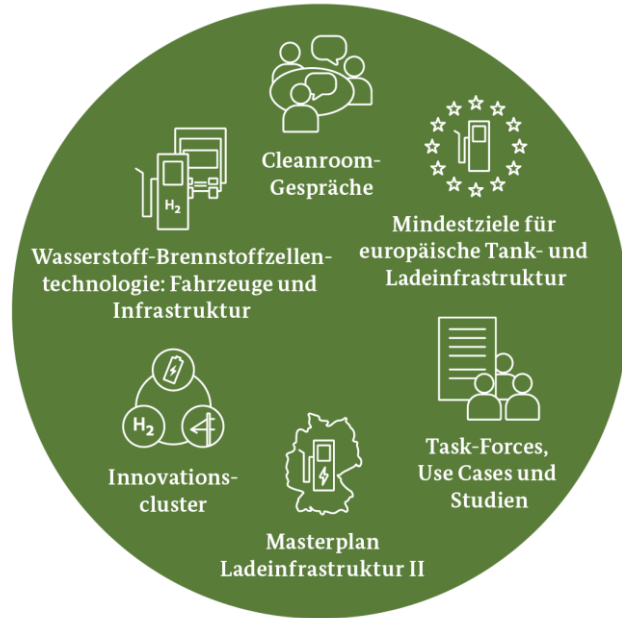 Cleanroom-
Gespräche
Mindestziele für
europäische Tank- und
Ladeinfrastruktur
H₂
Wasserstoff-Brennstoffzellen-
technologie: Fahrzeuge und
Infrastruktur
Task-Forces,
Use Cases und
Studien
H₂
Innovations-
cluster
Masterplan
Ladeinfrastruktur II